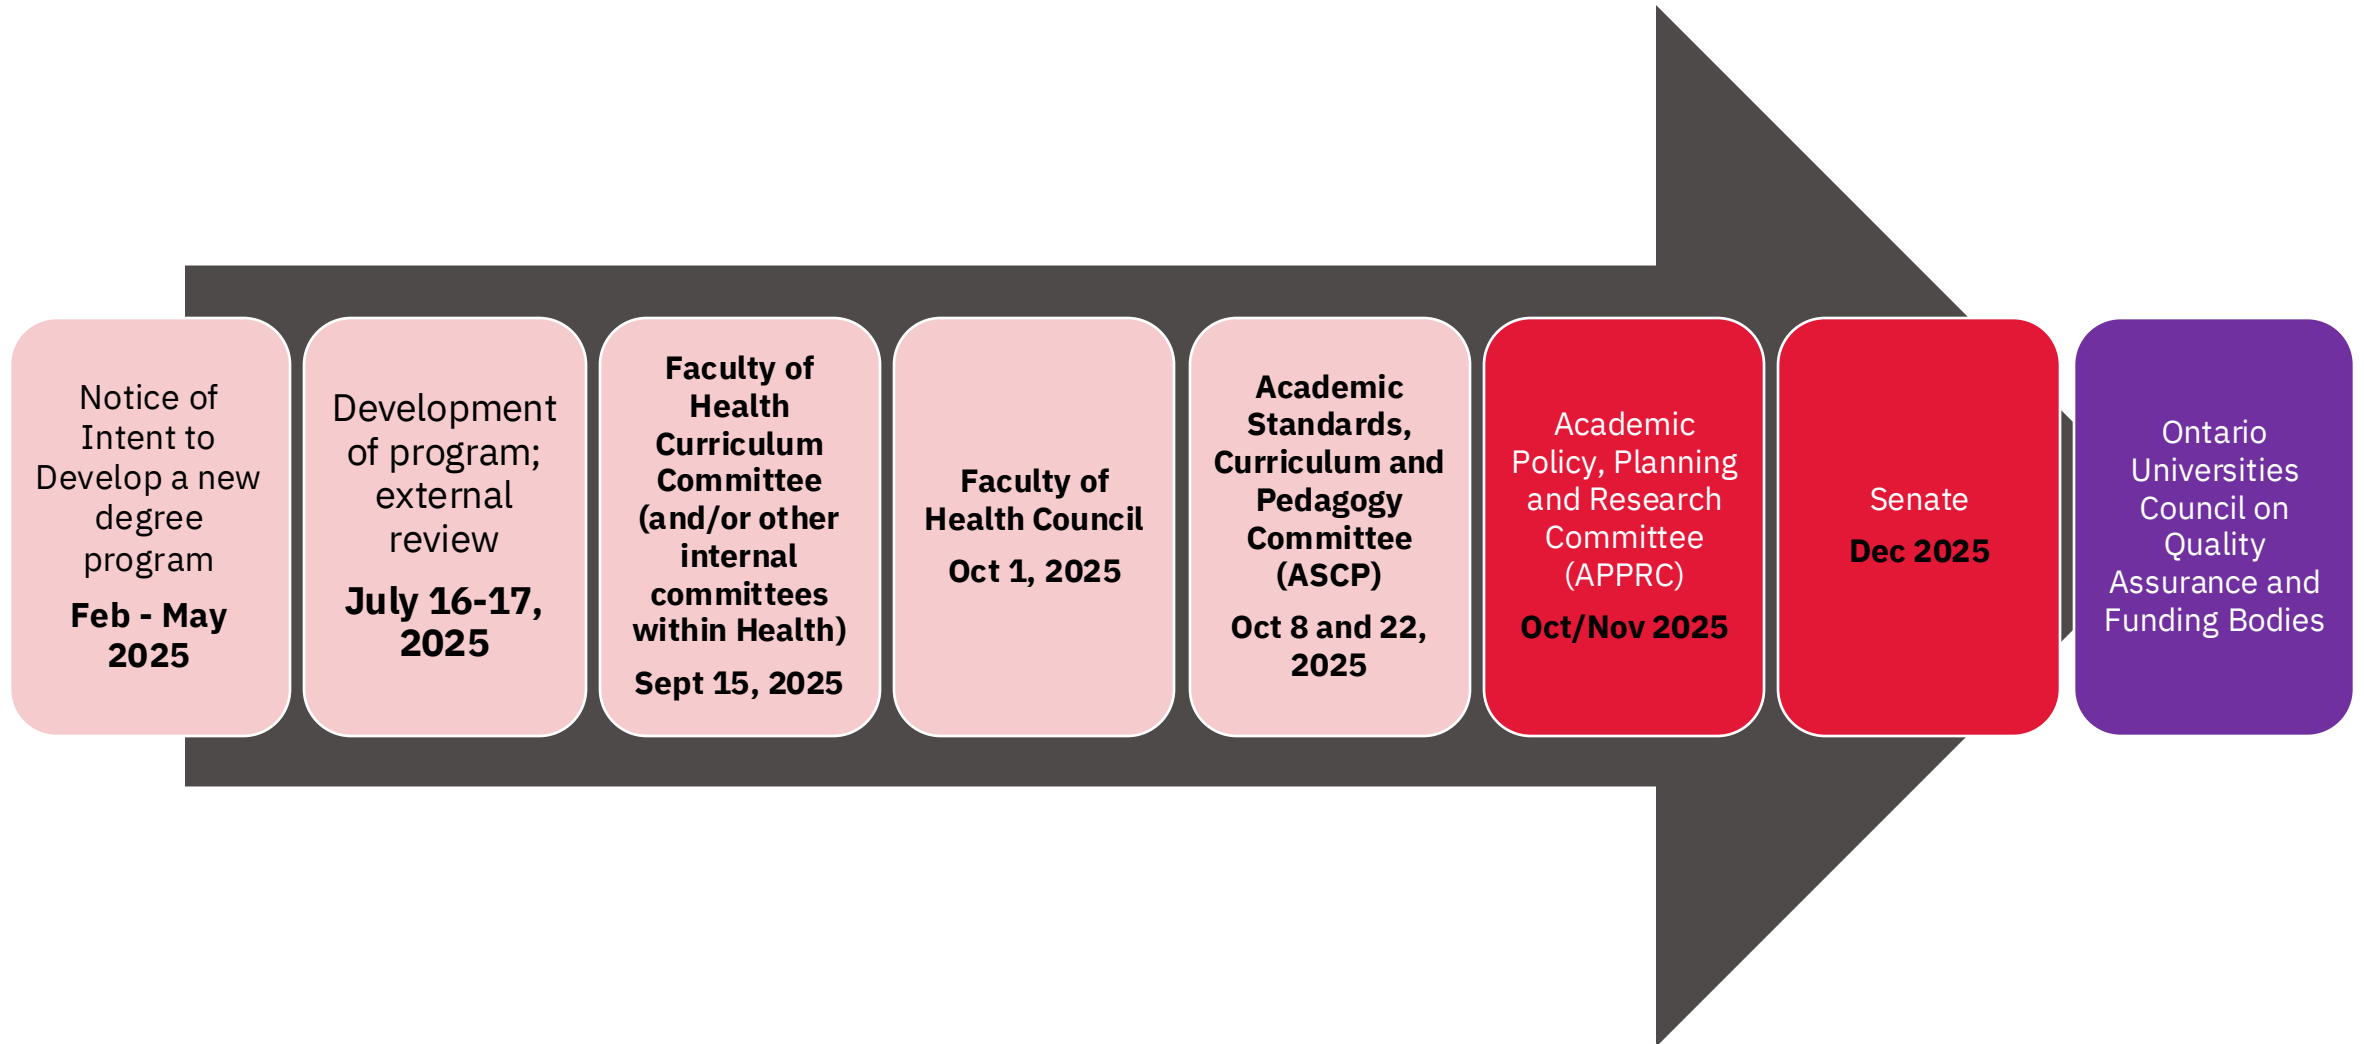 Notice of
Intent to
Develop a new
degree
program
Feb - May
2025
Development
of program;
external
review
July 16-17,
2025
Faculty of
Health
Curriculum
Committee
(and/or other
internal
committees
within Health)
Sept 15, 2025
Faculty of
Health Council
Oct 1, 2025
Academic
Standards,
Curriculum and
Pedagogy
Committee
(ASCP)
Oct 8 and 22,
2025
Academic
Policy, Planning
and Research
Committee
(APPRC)
Oct/Nov 2025
Senate
Dec 2025
Ontario
Universities
Council on
Quality
Assurance and
Funding Bodies